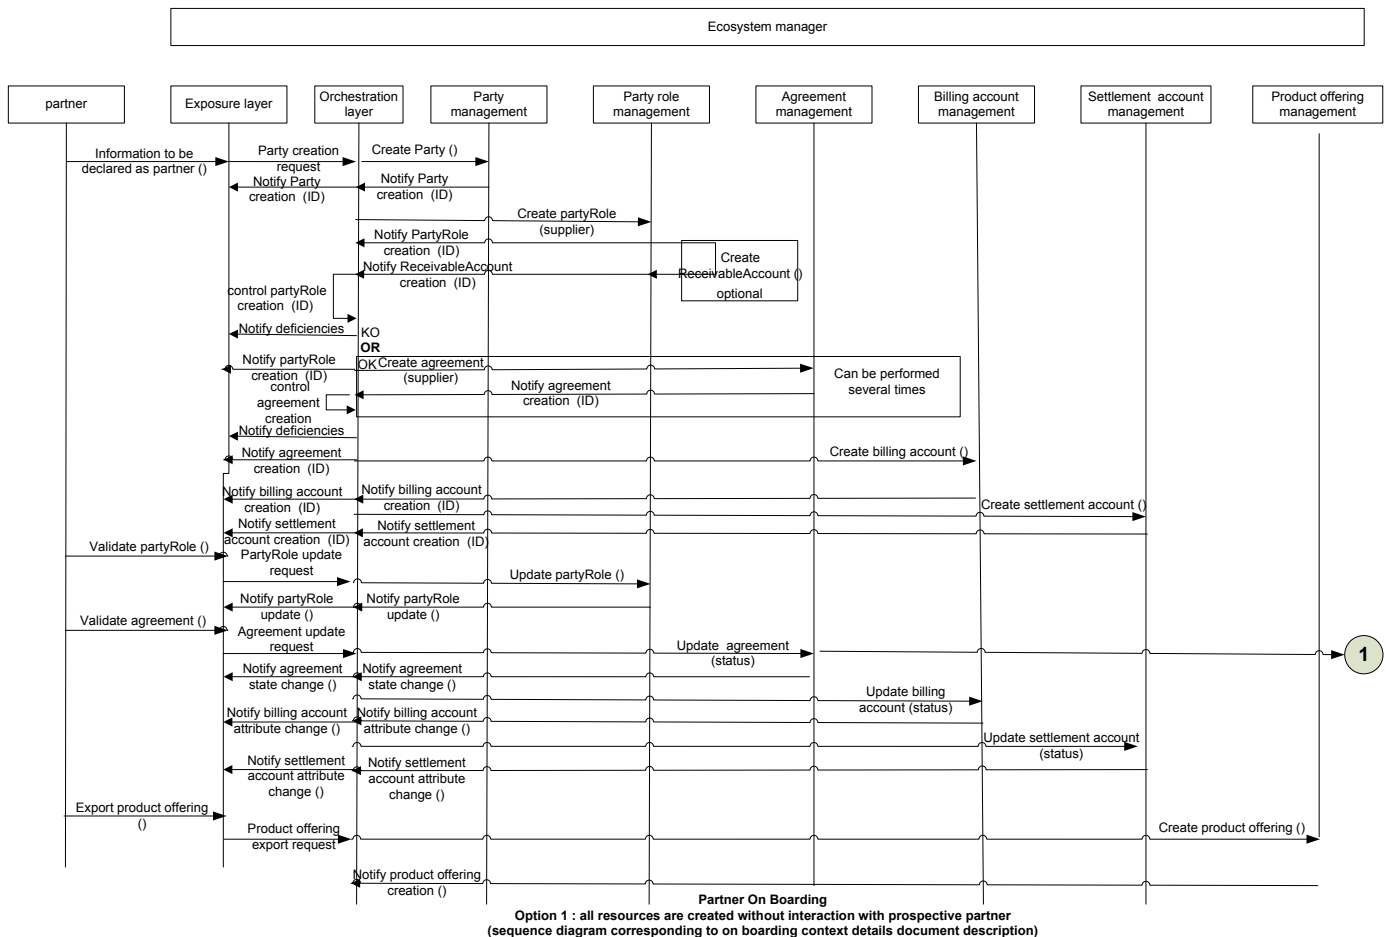 Ecosystem manager
partner
Exposure layer
Orchestration
layer
Party
management
Party role
management
Agreement
management
Billing account
management
Settlement account
management
Product offering
management
Information to be
declared as partner ()
Party creation
request
Create Party ()
Notify Party
creation (ID)
Notify Party
creation (ID)
Create partyRole
(supplier)
Notify PartyRole
creation (ID)
Create
ReceivableAccount ()
optional
Notify ReceivableAccount
creation (ID)
control partyRole
creation (ID)
Notify deficiencies
KO
OR
OK
Notify partyRole
creation (ID)
Create agreement
(supplier)
Can be performed
several times
control
agreement
creation
Notify agreement
creation (ID)
Notify deficiencies
Notify agreement
creation (ID)
Create billing account ()
Notify billing account
creation (ID)
Notify billing account
creation (ID)
Create settlement account ()
Notify settlement
account creation (ID)
Notify settlement
account creation (ID)
Validate partyRole ()
PartyRole update
request
Update partyRole ()
Notify partyRole
update ()
Notify partyRole
update ()
Validate agreement ()
Agreement update
request
Update agreement
(status)
1
Notify agreement
state change ()
Notify agreement
state change ()
Update billing
account (status)
Notify billing account
attribute change ()
Notify billing account
attribute change ()
Update settlement account
(status)
Notify settlement
account attribute
change ()
Notify settlement
account attribute
change ()
Export product offering
()
Product offering
export request
Create product offering ()
Notify product offering
creation ()
Partner On Boarding
Option 1 : all resources are created without interaction with prospective partner
(sequence diagram corresponding to on boarding context details document description)